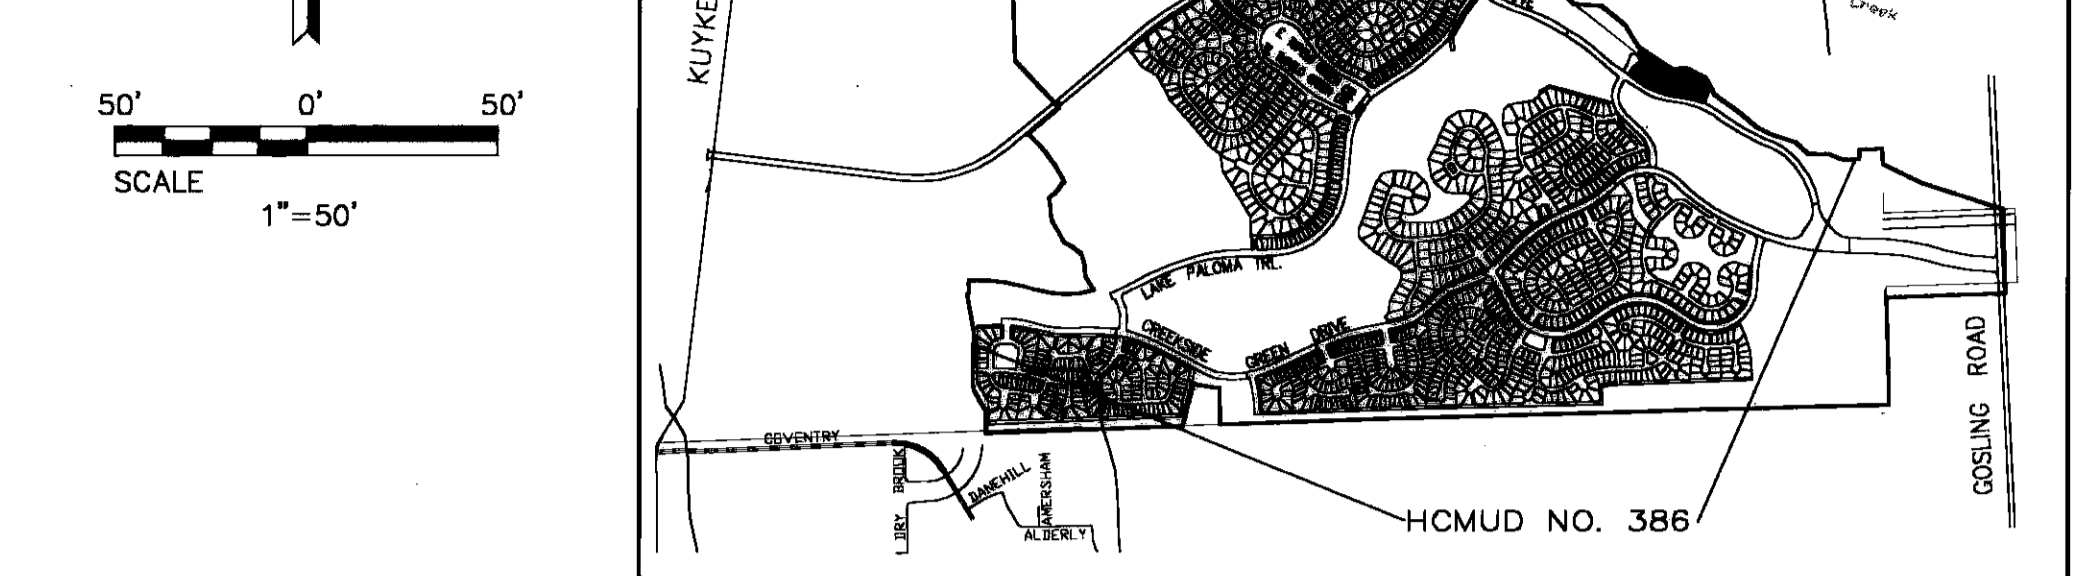 50' 0' 50'
SCALE
1"=50'
KUYKE
Creek
LAKE PALOMA TRL.
CREEKSIDE GREEN DRIVE
COVENTRY
DRY BROOK
DANEHILL
AMERSHAM
ALDERLY
HCMUD NO. 386
GOSLING ROAD